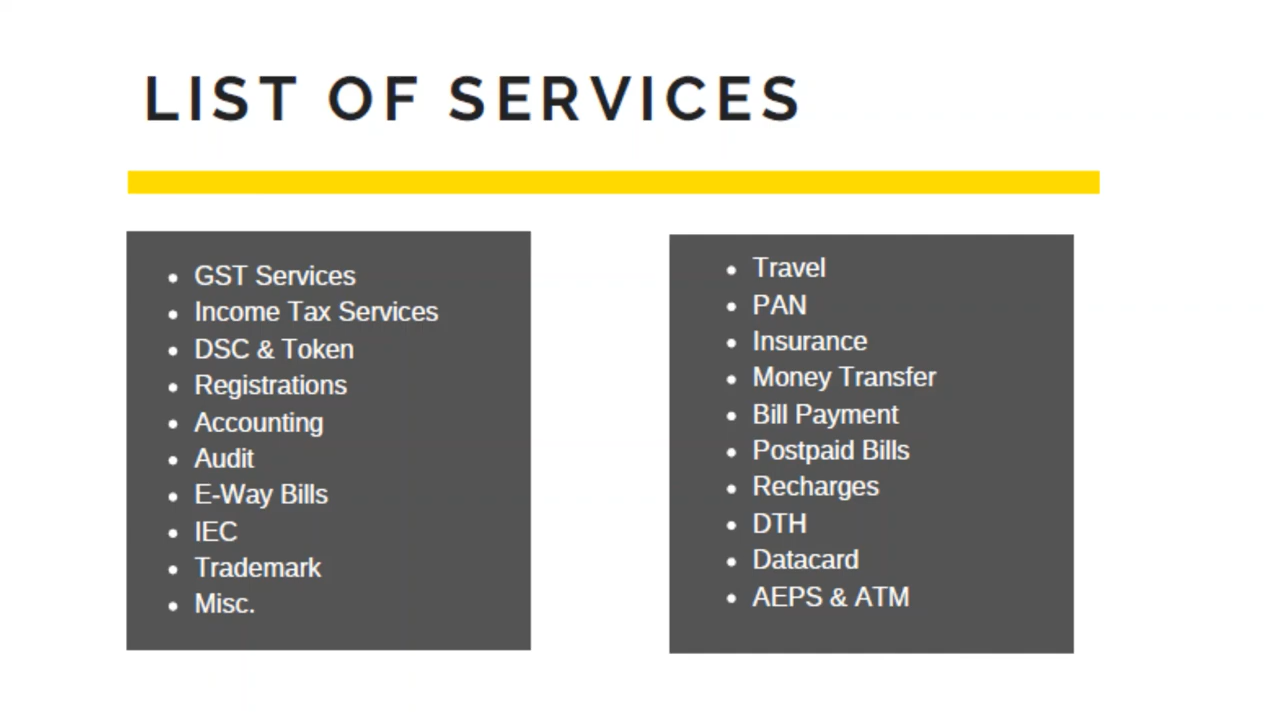 LIST OF SERVICES
GST Services
Income Tax Services
DSC & Token
Registrations
Accounting
Audit
E-Way Bills
IEC
Trademark
Misc.
Travel
PAN
Insurance
Money Transfer
Bill Payment
Postpaid Bills
Recharges
DTH
Datacard
AEPS & ATM